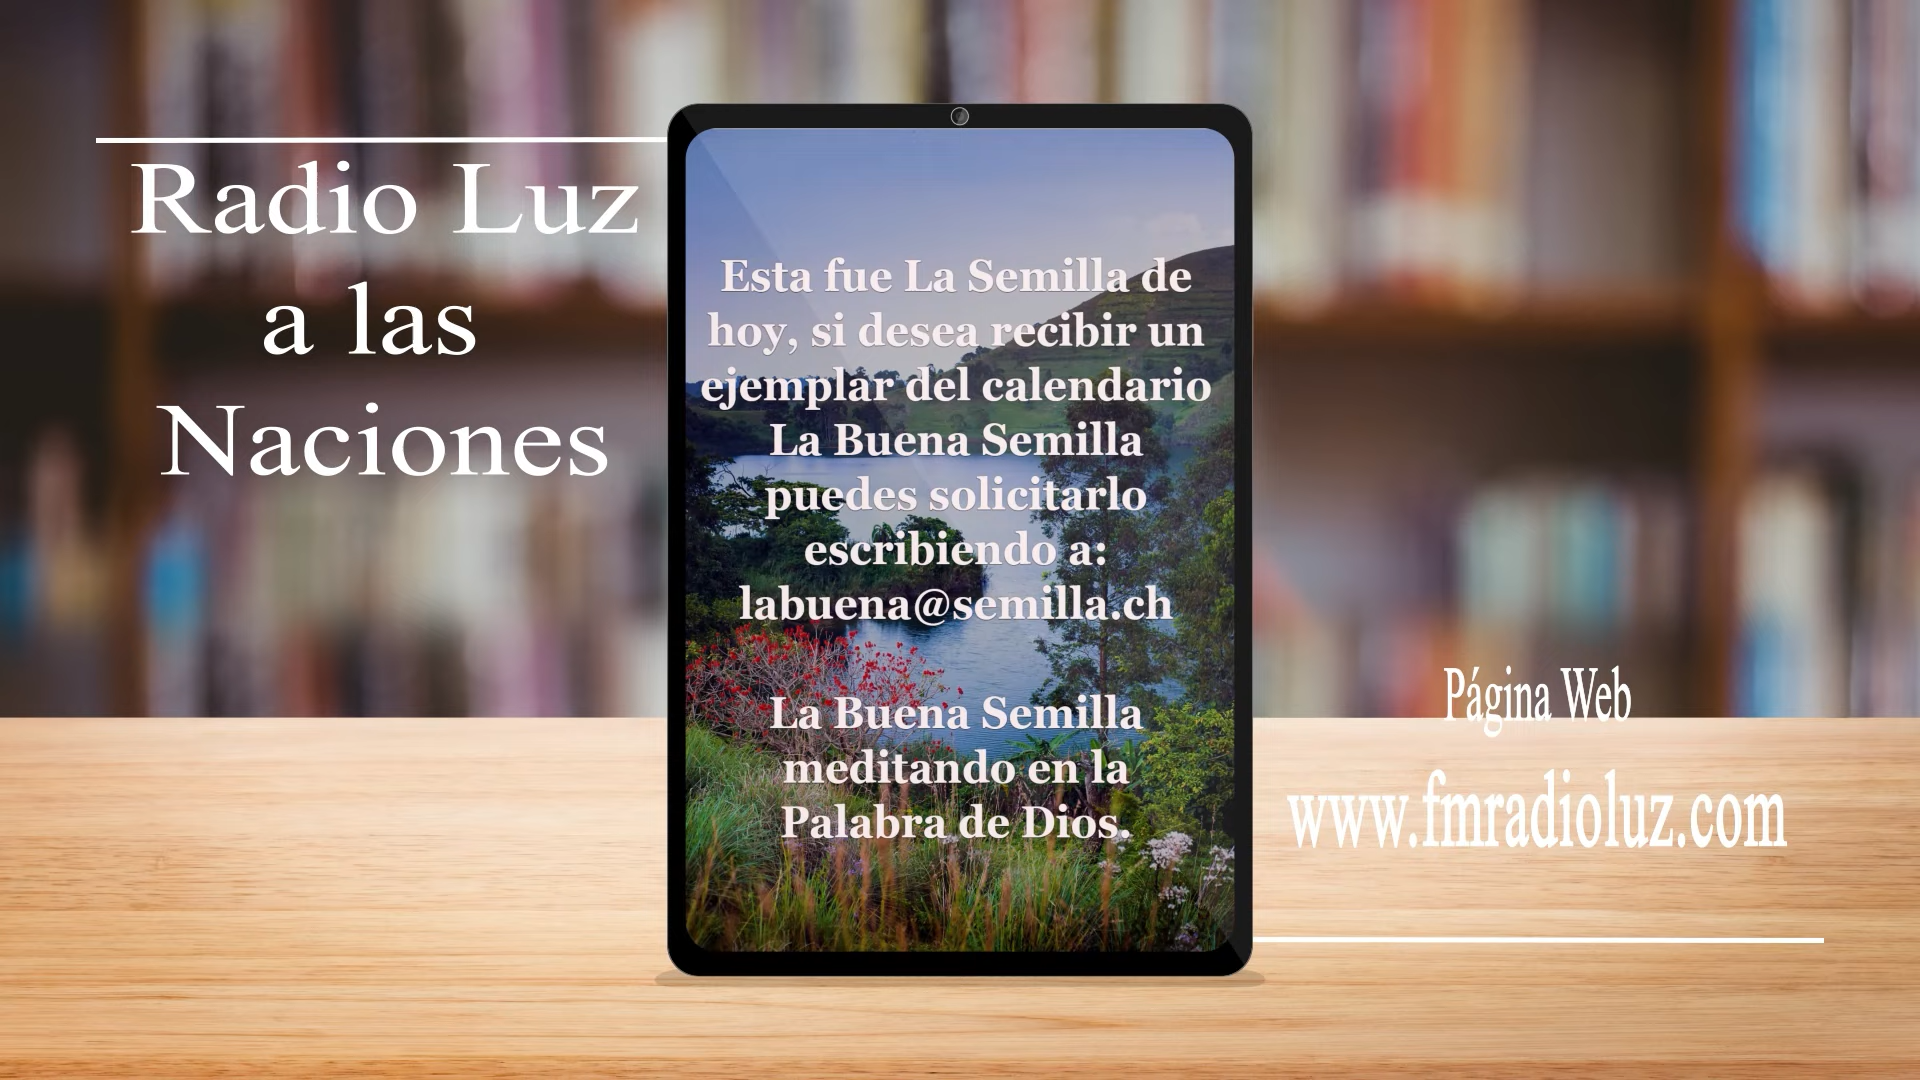 Radio Luz
a las
Naciones
Esta fue La Semilla de
hoy, si desea recibir un
ejemplar del calendario
La Buena Semilla
puedes solicitarlo
escribiendo a:
labuena@semilla.ch
La Buena Semilla
meditando en la
Palabra de Dios.
Página Web
www.fmradioluz.com